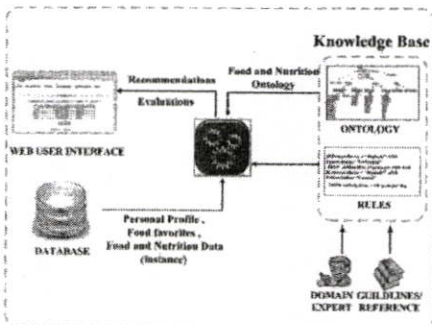 Knowledge Base
Recommendations
Evaluations
Food and Nutrition
Ontology
WEB USER INTERFACE
ONTOLOGY
RULES
DATABASE
Personal Profile ,
Food favorites ,
Food and Nutrition Data
(instance)
DOMAIN GUILDLINES/
EXPERT REFERENCE